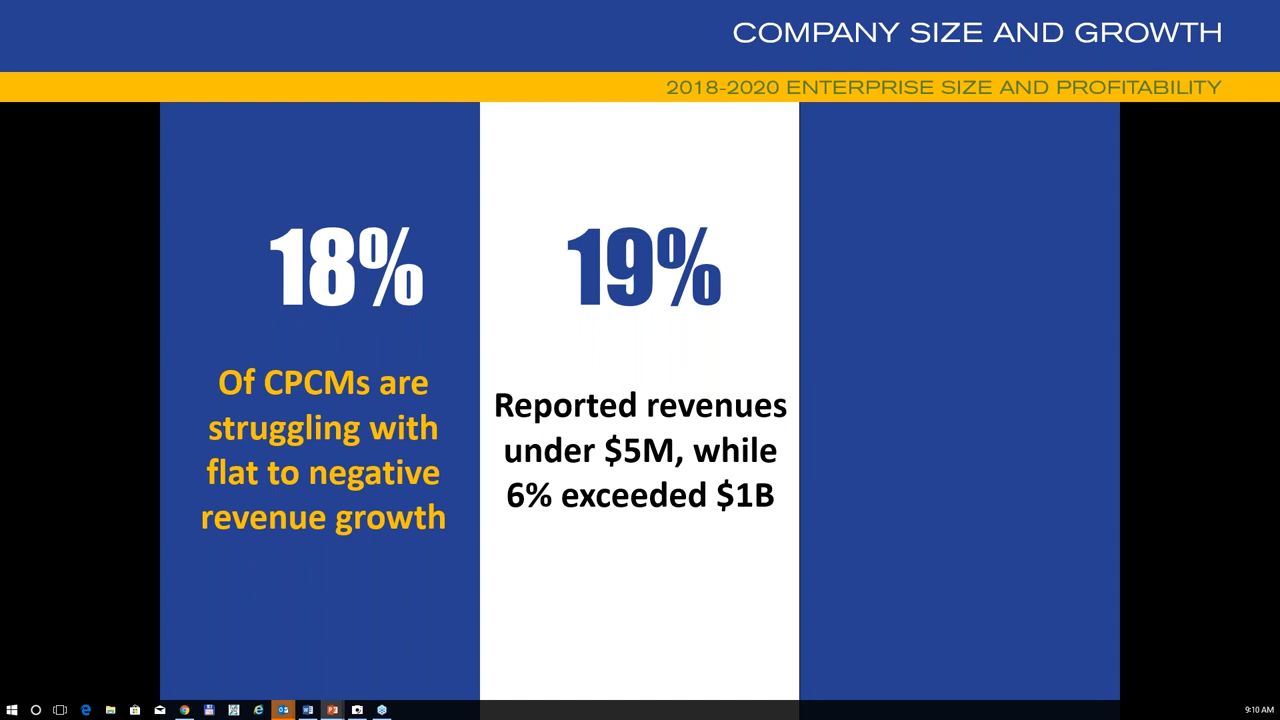 COMPANY SIZE AND GROWTH
2018-2020 ENTERPRISE SIZE AND PROFITABILITY
18%
Of CPCMs are
struggling with
flat to negative
revenue growth
19%
Reported revenues
under $5M, while
6% exceeded $1B
9:10 AM